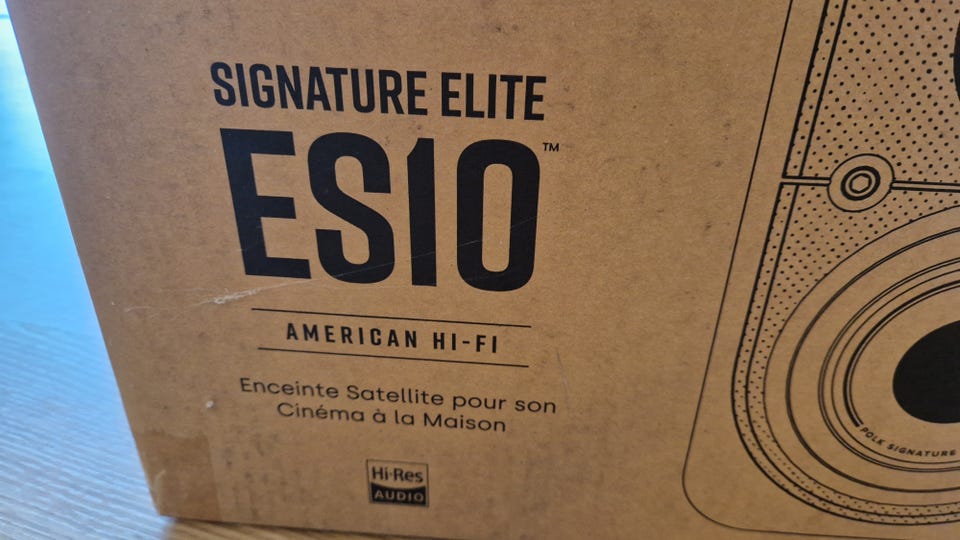 SIGNATURE ELITE
ES10™
AMERICAN HI-FI
Enceinte Satellite pour son
Cinéma à la Maison
Hi-Res
AUDIO
POLK SIGNATURE